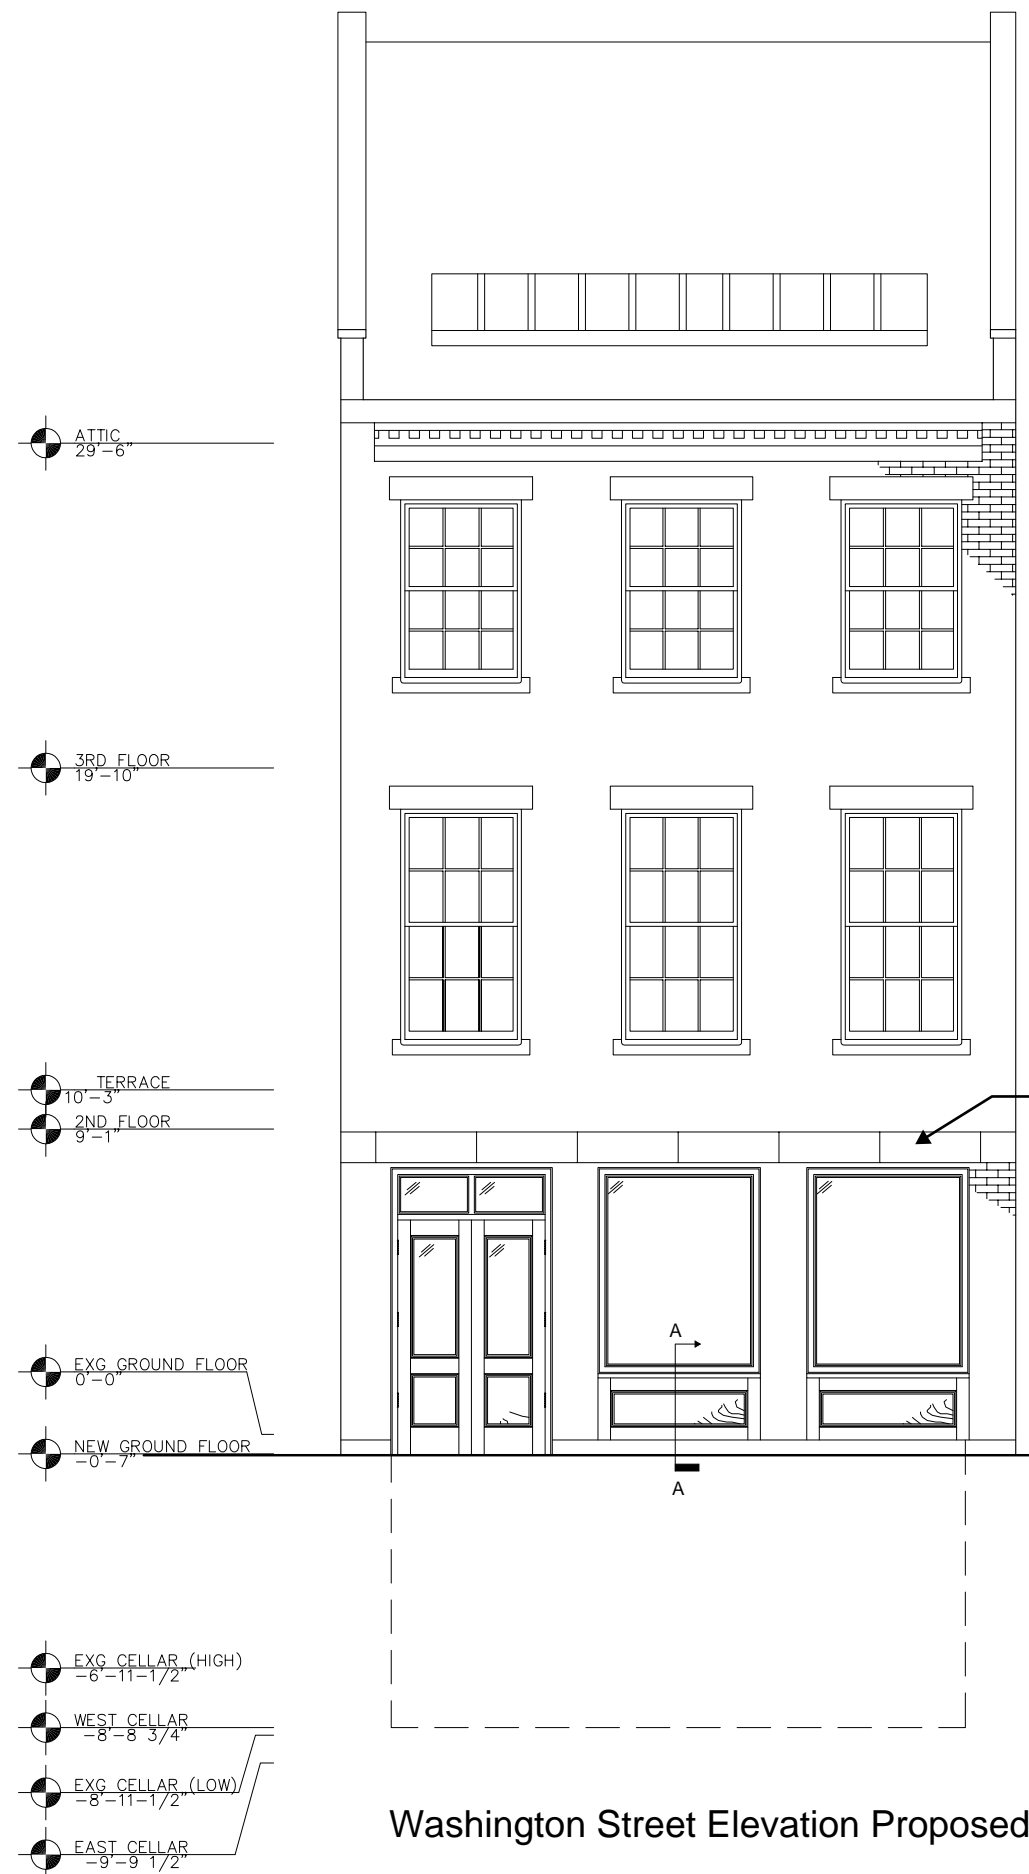 ATTIC
29'-6"
3RD FLOOR
19'-10"
TERRACE
10'-3"
2ND FLOOR
9'-1"
A
EXG GROUND FLOOR
0'-0"
NEW GROUND FLOOR
-0'-7"
A
EXG CELLAR (HIGH)
-6'-11-1/2"
WEST CELLAR
-8'-8 3/4"
EXG CELLAR (LOW)
-8'-11-1/2"
EAST CELLAR
-9'-9 1/2"
Washington Street Elevation Proposed